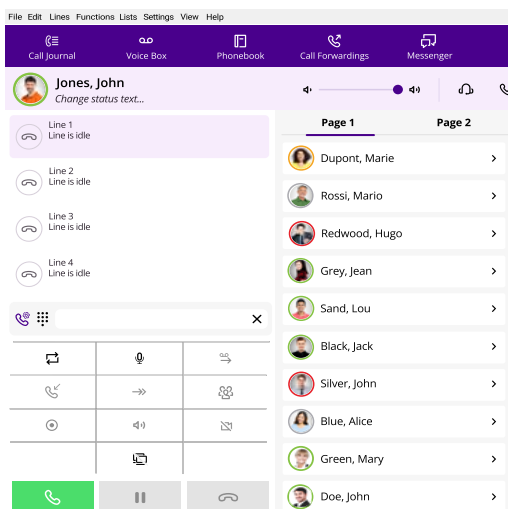 File Edit Lines Functions Lists Settings View Help
Call Journal Voice Box Phonebook Call Forwardings Messenger
Jones, John
Change status text...
Page 1 Page 2
Line 1
Line is idle
Line 2
Line is idle
Line 3
Line is idle
Line 4
Line is idle
Dupont, Marie
Rossi, Mario
Redwood, Hugo
Grey, Jean
Sand, Lou
Black, Jack
Silver, John
Blue, Alice
Green, Mary
Doe, John